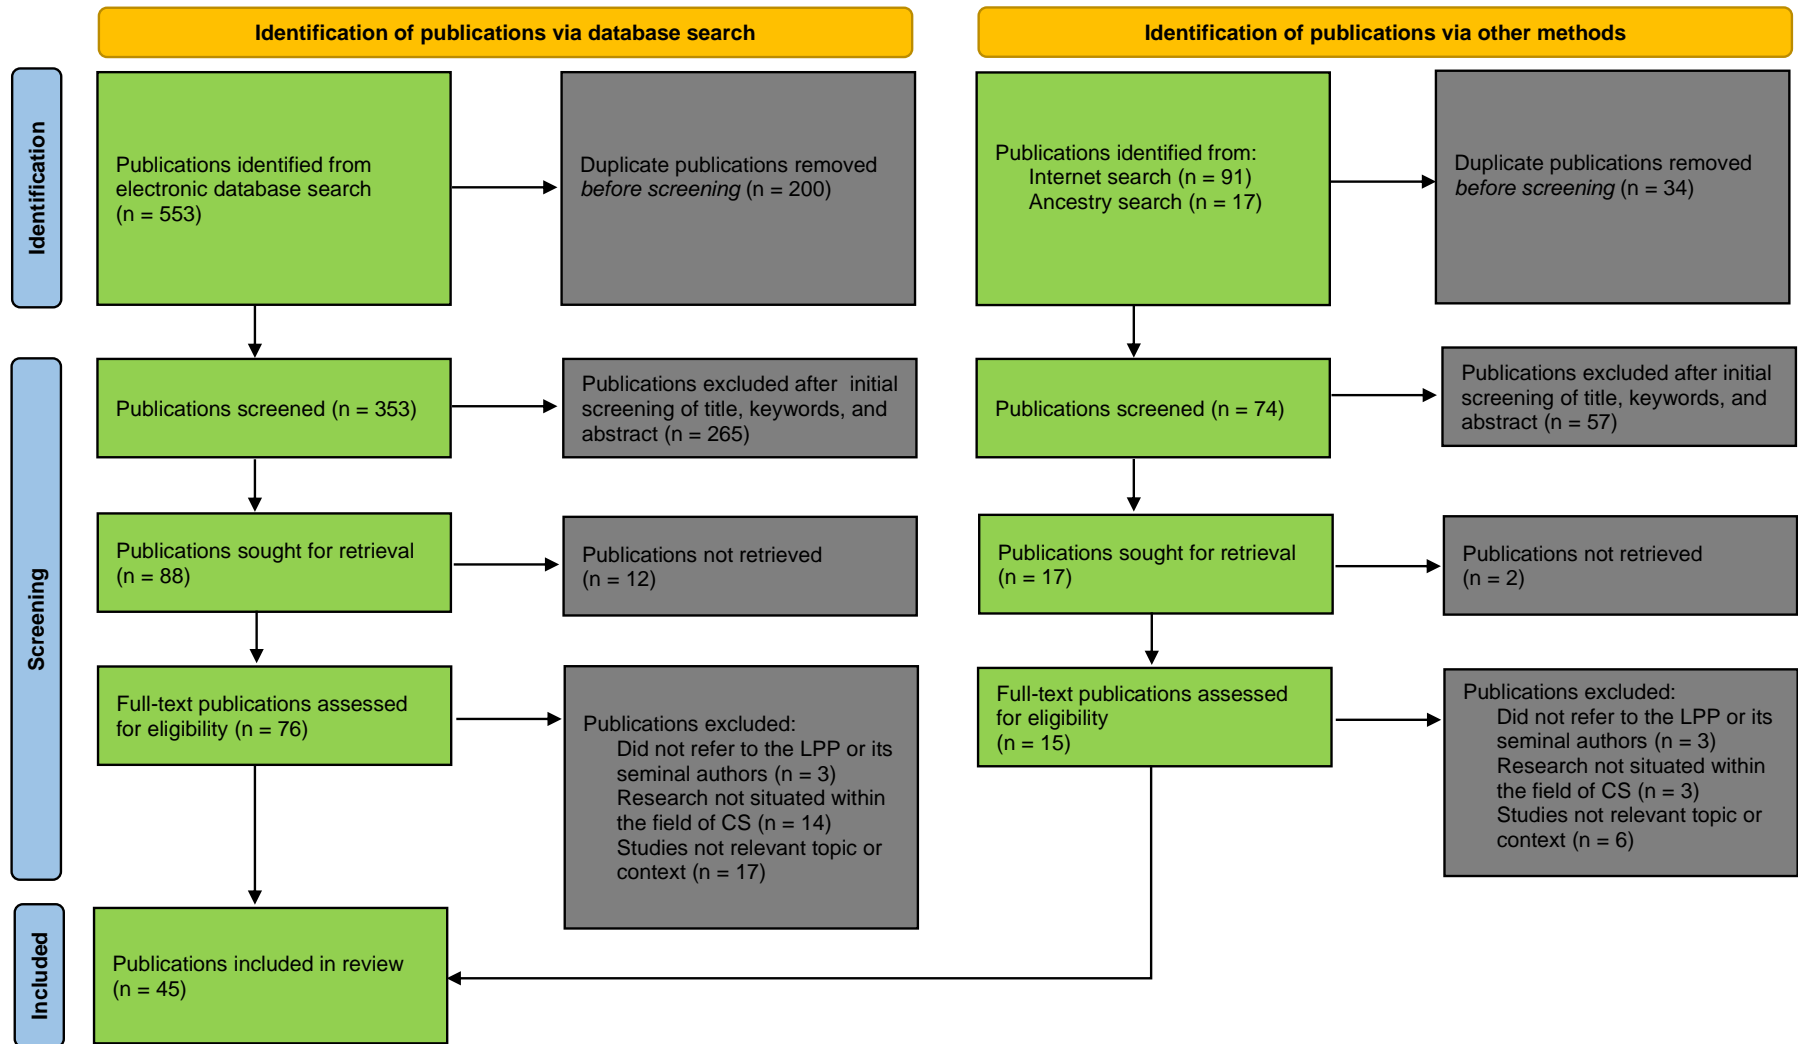 Identification of publications via database search
Identification of publications via other methods
Identification
Publications identified from
electronic database search
(n = 553)
Duplicate publications removed
before screening (n = 200)
Publications identified from:
Internet search (n = 91)
Ancestry search (n = 17)
Duplicate publications removed
before screening (n = 34)
Screening
Publications screened (n = 353)
Publications excluded after initial
screening of title, keywords, and
abstract (n = 265)
Publications screened (n = 74)
Publications excluded after initial
screening of title, keywords, and
abstract (n = 57)
Publications sought for retrieval
(n = 88)
Publications not retrieved
(n = 12)
Publications sought for retrieval
(n = 17)
Publications not retrieved
(n = 2)
Full-text publications assessed
for eligibility (n = 76)
Publications excluded:
Did not refer to the LPP or its
seminal authors (n = 3)
Research not situated within
the field of CS (n = 14)
Studies not relevant topic or
context (n = 17)
Full-text publications assessed
for eligibility
(n = 15)
Publications excluded:
Did not refer to the LPP or its
seminal authors (n = 3)
Research not situated within
the field of CS (n = 3)
Studies not relevant topic or
context (n = 6)
Included
Publications included in review
(n = 45)